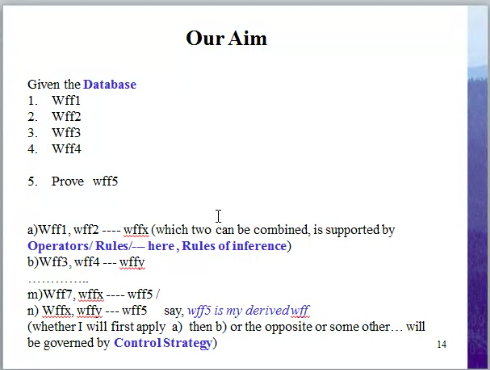 Our Aim
Given the Database
1. Wff1
2. Wff2
3. Wff3
4. Wff4
5. Prove wff5
a)Wff1, wff2 ---- wffx (which two can be combined, is supported by
Operators/ Rules/--- here , Rules of inference)
b)Wff3, wff4 --- wffy
..............
m)Wff7, wffx ---- wff5 /
n) Wffx, wffy --- wff5 say, wff5 is my derived wff
(whether I will first apply a) then b) or the opposite or some other… will
be governed by Control Strategy)
14